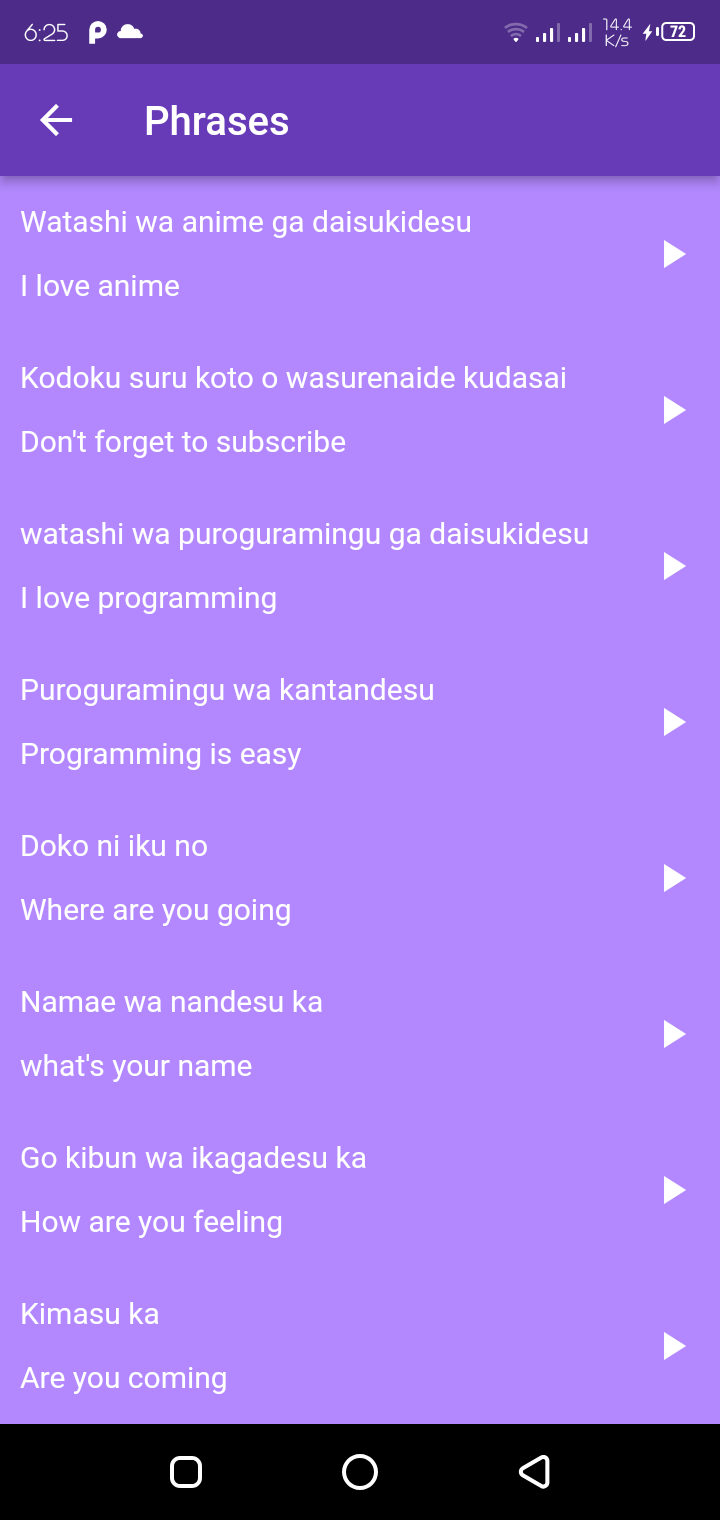 6:25
14.4
K/s
72
Phrases
Watashi wa anime ga daisukidesu
I love anime
Kodoku suru koto o wasurenaide kudasai
Don't forget to subscribe
watashi wa puroguramingu ga daisukidesu
I love programming
Puroguramingu wa kantandesu
Programming is easy
Doko ni iku no
Where are you going
Namae wa nandesu ka
what's your name
Go kibun wa ikagadesu ka
How are you feeling
Kimasu ka
Are you coming